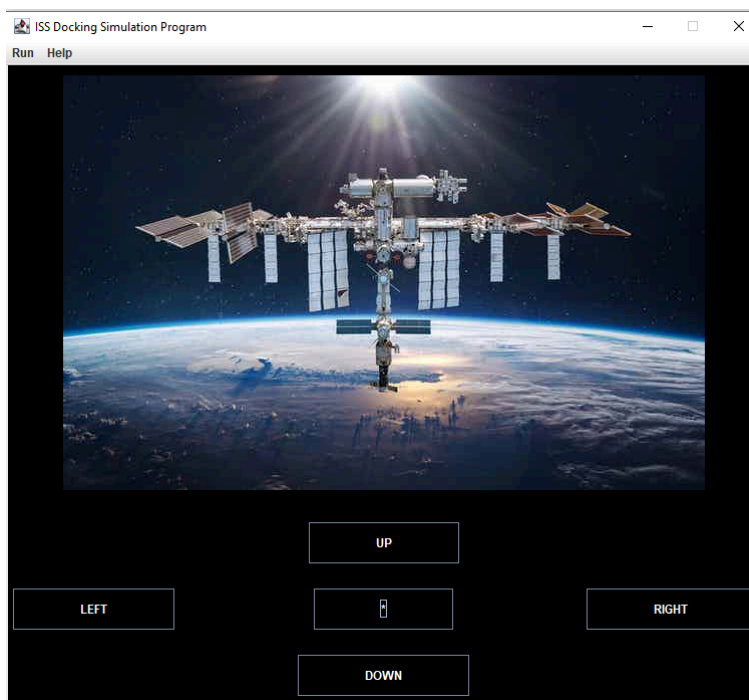 ISS Docking Simulation Program
Run Help
UP
LEFT * RIGHT
DOWN